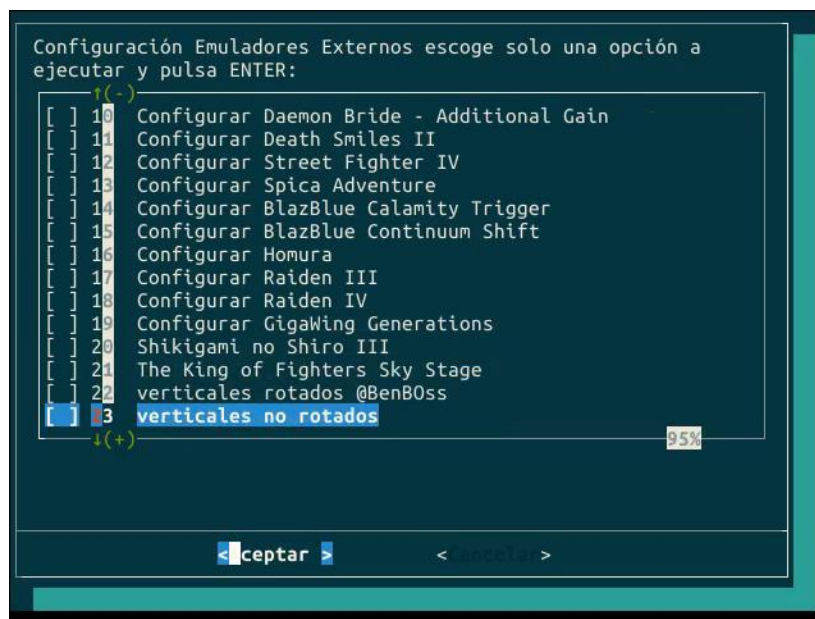 Configuración Emuladores Externos escoge solo una opción a
ejecutar y pulsa ENTER:
↑(-)
[ ] 10 Configurar Daemon Bride - Additional Gain
[ ] 11 Configurar Death Smiles II
[ ] 12 Configurar Street Fighter IV
[ ] 13 Configurar Spica Adventure
[ ] 14 Configurar BlazBlue Calamity Trigger
[ ] 15 Configurar BlazBlue Continuum Shift
[ ] 16 Configurar Homura
[ ] 17 Configurar Raiden III
[ ] 18 Configurar Raiden IV
[ ] 19 Configurar GigaWing Generations
[ ] 20 Shikigami no Shiro III
[ ] 21 The King of Fighters Sky Stage
[ ] 22 verticales rotados @BenBOss
[ ] 23 verticales no rotados
↓(+) 95%
< ceptar > <Cancelar>